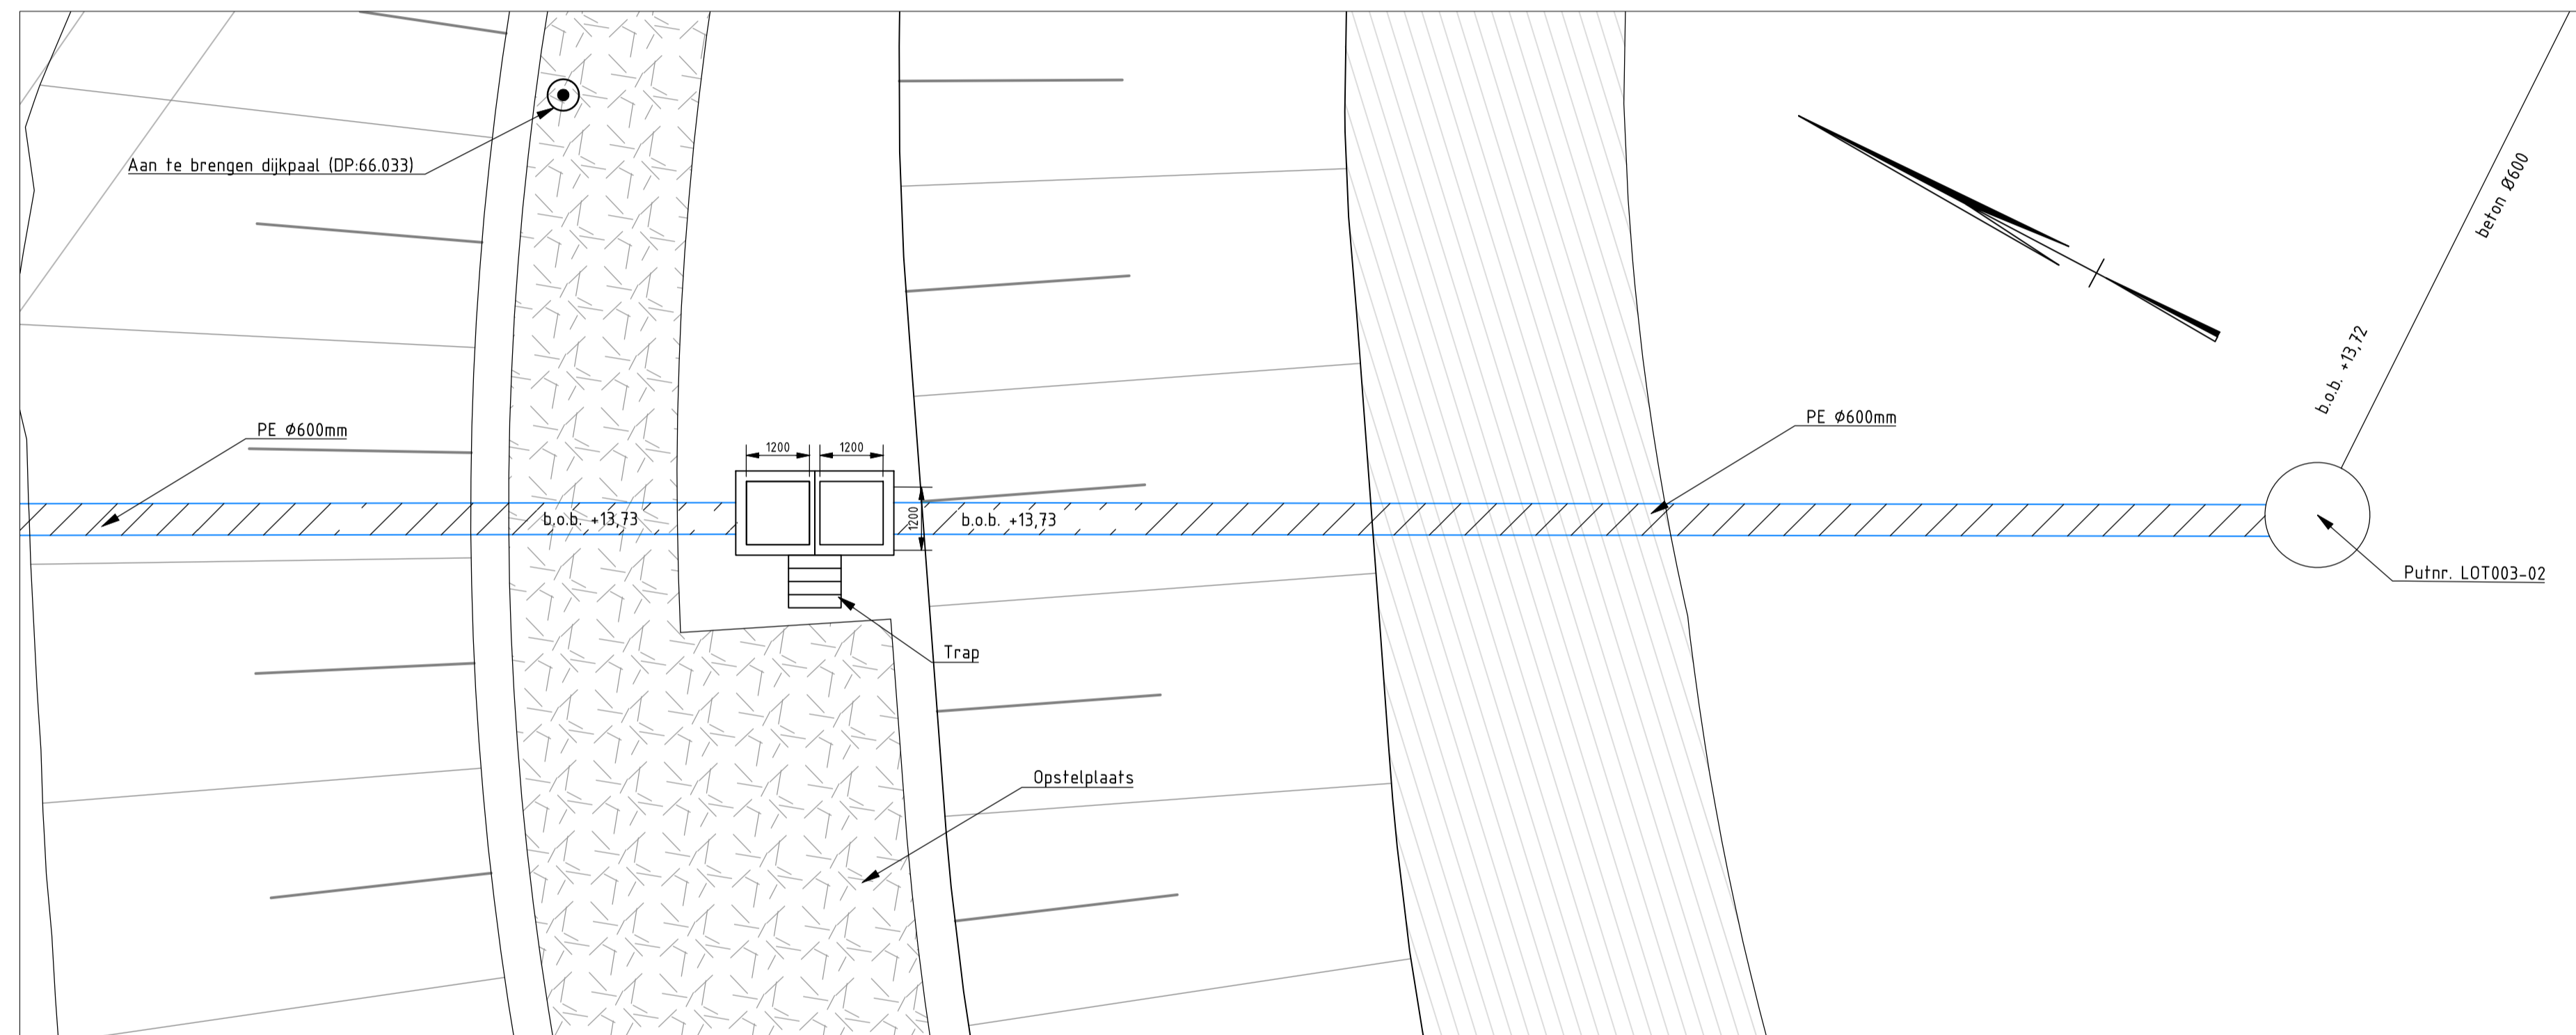 Aan te brengen dijkpaal (DP:66.033)
beton Ø600
b.o.b. +13,72
PE Ø600mm
PE Ø600mm
1200
1200
1200
b.o.b. +13,73
b.o.b. +13,73
Putnr. LOT003-02
Trap
Opstelplaats